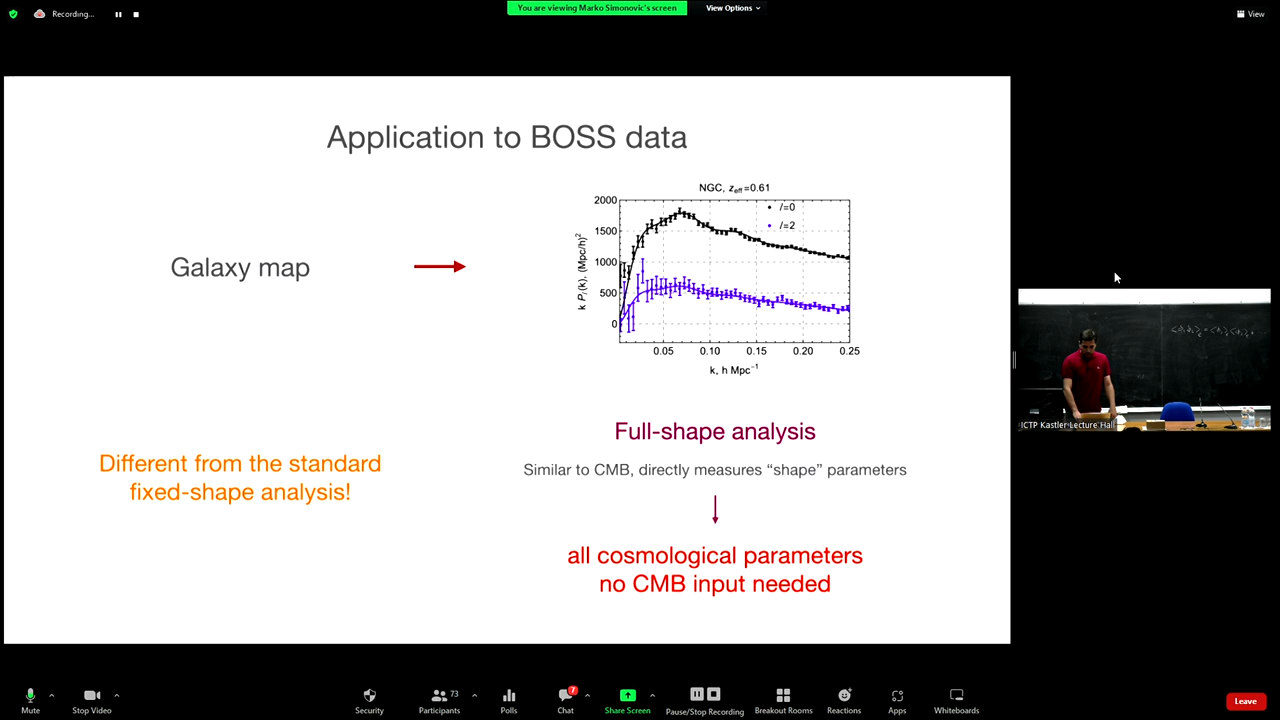 Recording...
You are viewing Marko Simonovic's screen
View Options
View
Application to BOSS data
Galaxy map
NGC, zeff=0.61
l=0
l=2
k Pl(k), (Mpc/h)²
2000
1500
1000
500
0
0.05 0.10 0.15 0.20 0.25
k, h Mpc⁻¹
Different from the standard
fixed-shape analysis!
Full-shape analysis
Similar to CMB, directly measures “shape” parameters
all cosmological parameters
no CMB input needed
ICTP Kastler Lecture Hall
Mute
Stop Video
Security
73
Participants
Polls
7
Chat
Share Screen
Pause/Stop Recording
Breakout Rooms
Reactions
Apps
Whiteboards
Leave